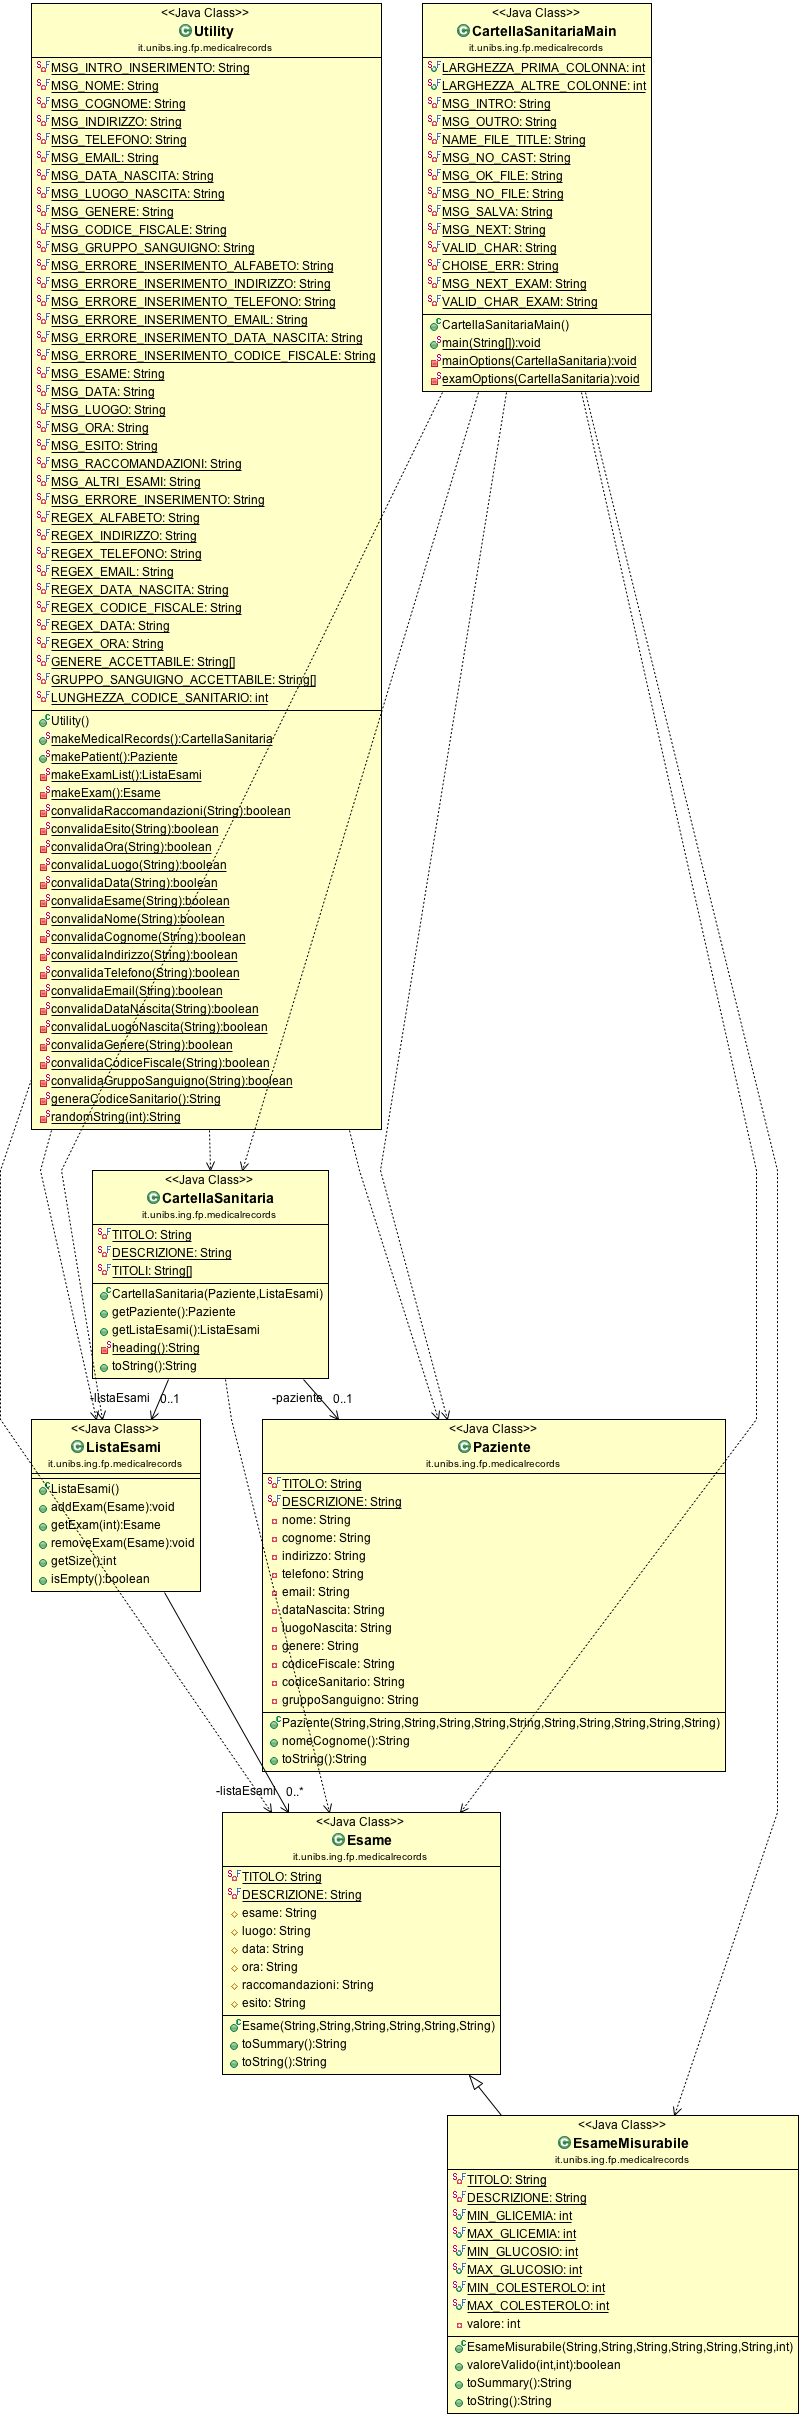 <<Java Class>>
Utility
it.unibs.ing.fp.medicalrecords
MSG_INTRO_INSERIMENTO: String
MSG_NOME: String
MSG_COGNOME: String
MSG_INDIRIZZO: String
MSG_TELEFONO: String
MSG_EMAIL: String
MSG_DATA_NASCITA: String
MSG_LUOGO_NASCITA: String
MSG_GENERE: String
MSG_CODICE_FISCALE: String
MSG_GRUPPO_SANGUIGNO: String
MSG_ERRORE_INSERIMENTO_ALFABETO: String
MSG_ERRORE_INSERIMENTO_INDIRIZZO: String
MSG_ERRORE_INSERIMENTO_TELEFONO: String
MSG_ERRORE_INSERIMENTO_EMAIL: String
MSG_ERRORE_INSERIMENTO_DATA_NASCITA: String
MSG_ERRORE_INSERIMENTO_CODICE_FISCALE: String
MSG_ESAME: String
MSG_DATA: String
MSG_LUOGO: String
MSG_ORA: String
MSG_ESITO: String
MSG_RACCOMANDAZIONI: String
MSG_ALTRI_ESAMI: String
MSG_ERRORE_INSERIMENTO: String
REGEX_ALFABETO: String
REGEX_INDIRIZZO: String
REGEX_TELEFONO: String
REGEX_EMAIL: String
REGEX_DATA_NASCITA: String
REGEX_CODICE_FISCALE: String
REGEX_DATA: String
REGEX_ORA: String
GENERE_ACCETTABILE: String[]
GRUPPO_SANGUIGNO_ACCETTABILE: String[]
LUNGHEZZA_CODICE_SANITARIO: int
Utility()
makeMedicalRecords():CartellaSanitaria
makePatient():Paziente
makeExamList():ListaEsami
makeExam():Esame
convalidaRaccomandazioni(String):boolean
convalidaEsito(String):boolean
convalidaOra(String):boolean
convalidaLuogo(String):boolean
convalidaData(String):boolean
convalidaEsame(String):boolean
convalidaNome(String):boolean
convalidaCognome(String):boolean
convalidaIndirizzo(String):boolean
convalidaTelefono(String):boolean
convalidaEmail(String):boolean
convalidaDataNascita(String):boolean
convalidaLuogoNascita(String):boolean
convalidaGenere(String):boolean
convalidaCodiceFiscale(String):boolean
convalidaGruppoSanguigno(String):boolean
generaCodiceSanitario():String
randomString(int):String
<<Java Class>>
CartellaSanitariaMain
it.unibs.ing.fp.medicalrecords
LARGHEZZA_PRIMA_COLONNA: int
LARGHEZZA_ALTRE_COLONNE: int
MSG_INTRO: String
MSG_OUTRO: String
NAME_FILE_TITLE: String
MSG_NO_CAST: String
MSG_OK_FILE: String
MSG_NO_FILE: String
MSG_SALVA: String
MSG_NEXT: String
VALID_CHAR: String
CHOISE_ERR: String
MSG_NEXT_EXAM: String
VALID_CHAR_EXAM: String
CartellaSanitariaMain()
main(String[]):void
mainOptions(CartellaSanitaria):void
examOptions(CartellaSanitaria):void
<<Java Class>>
CartellaSanitaria
it.unibs.ing.fp.medicalrecords
TITOLO: String
DESCRIZIONE: String
TITOLI: String[]
CartellaSanitaria(Paziente,ListaEsami)
getPaziente():Paziente
getListaEsami():ListaEsami
heading():String
toString():String
-listaEsami 0..1
-paziente 0..1
<<Java Class>>
ListaEsami
it.unibs.ing.fp.medicalrecords
ListaEsami()
addExam(Esame):void
getExam(int):Esame
removeExam(Esame):void
getSize():int
isEmpty():boolean
<<Java Class>>
Paziente
it.unibs.ing.fp.medicalrecords
TITOLO: String
DESCRIZIONE: String
nome: String
cognome: String
indirizzo: String
telefono: String
email: String
dataNascita: String
luogoNascita: String
genere: String
codiceFiscale: String
codiceSanitario: String
gruppoSanguigno: String
Paziente(String,String,String,String,String,String,String,String,String,String,String)
nomeCognome():String
toString():String
-listaEsami 0..*
<<Java Class>>
Esame
it.unibs.ing.fp.medicalrecords
TITOLO: String
DESCRIZIONE: String
esame: String
luogo: String
data: String
ora: String
raccomandazioni: String
esito: String
Esame(String,String,String,String,String,String)
toSummary():String
toString():String
<<Java Class>>
EsameMisurabile
it.unibs.ing.fp.medicalrecords
TITOLO: String
DESCRIZIONE: String
MIN_GLICEMIA: int
MAX_GLICEMIA: int
MIN_GLUCOSIO: int
MAX_GLUCOSIO: int
MIN_COLESTEROLO: int
MAX_COLESTEROLO: int
valore: int
EsameMisurabile(String,String,String,String,String,String,int)
valoreValido(int,int):boolean
toSummary():String
toString():String